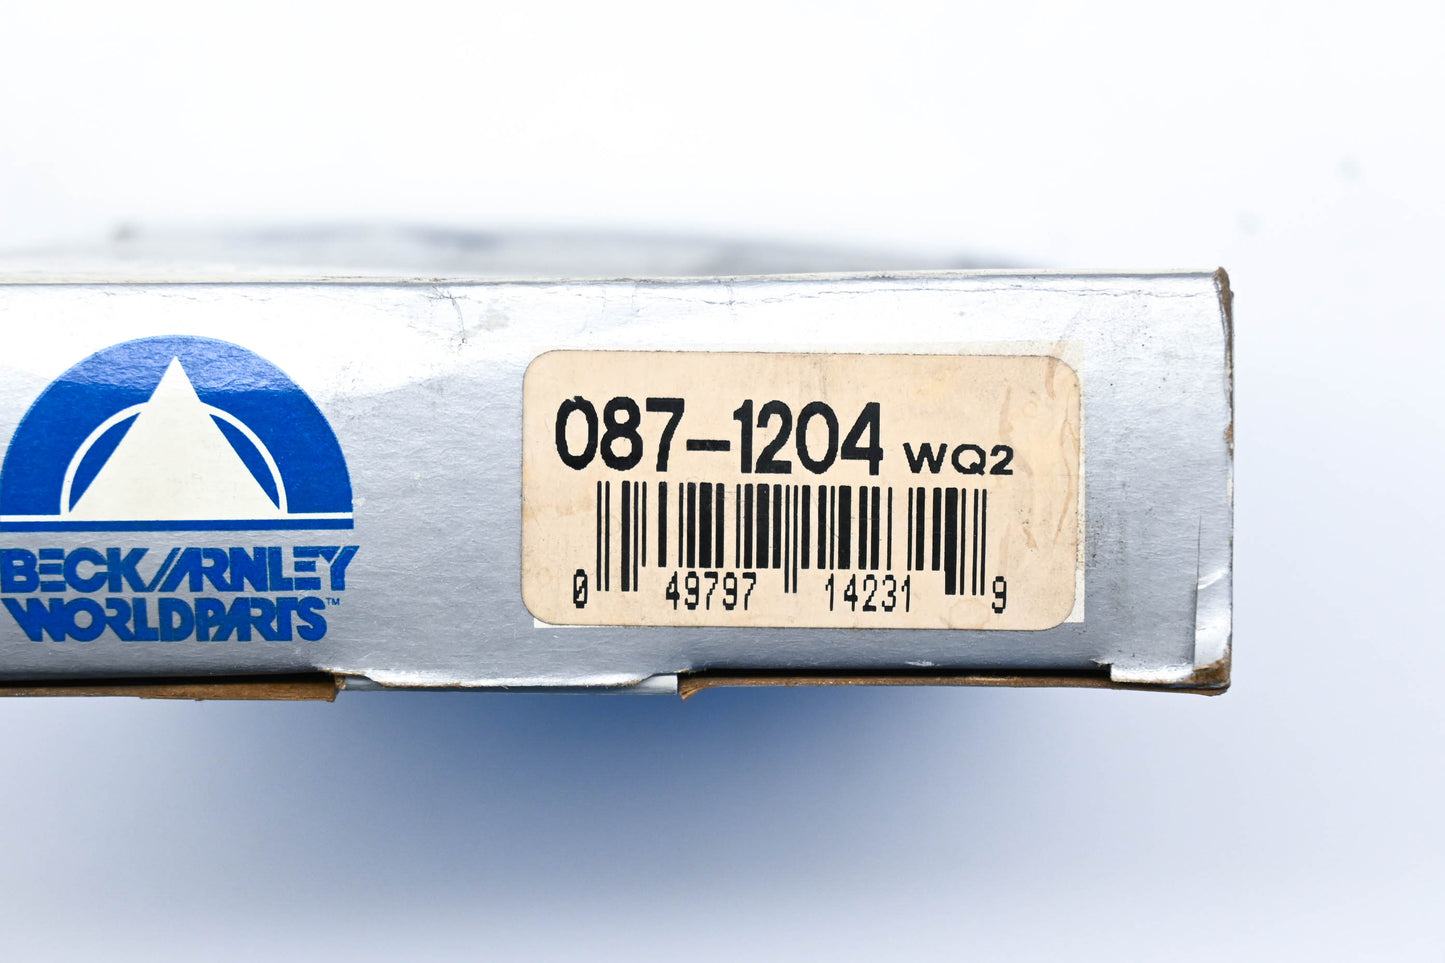 BECK/ARNLEY
WORLDPARTS™
087-1204 WQ2
0 49797 14231 9